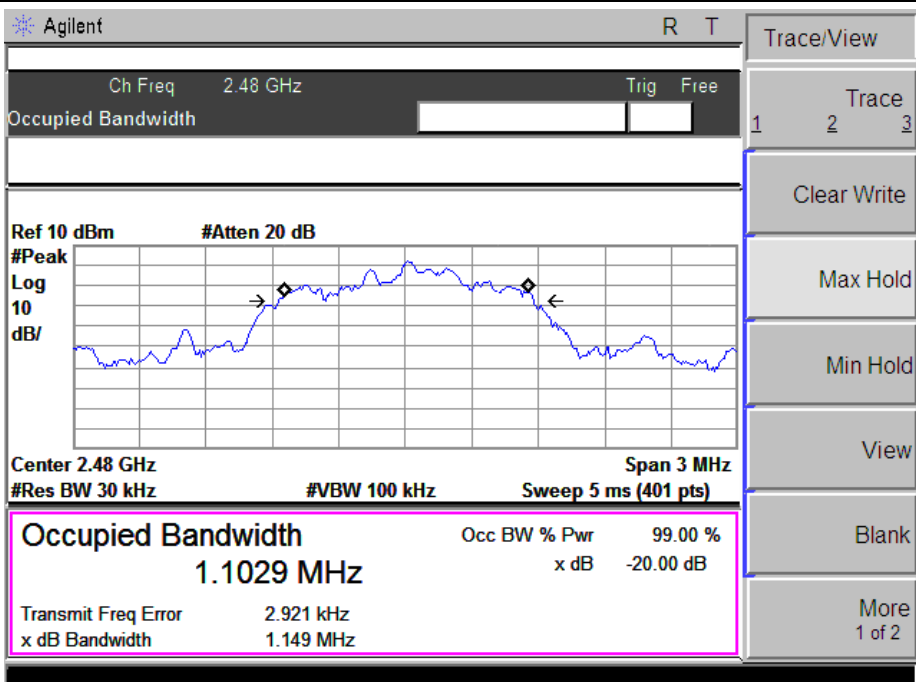 Agilent R T
Trace/View
Ch Freq 2.48 GHz Trig Free
Occupied Bandwidth
Trace
1 2 3
Clear Write
Max Hold
Min Hold
View
Blank
More
1 of 2
Ref 10 dBm #Atten 20 dB
#Peak
Log
10
dB/
Center 2.48 GHz Span 3 MHz
#Res BW 30 kHz #VBW 100 kHz Sweep 5 ms (401 pts)
Occupied Bandwidth Occ BW % Pwr 99.00 %
1.1029 MHz x dB -20.00 dB
Transmit Freq Error 2.921 kHz
x dB Bandwidth 1.149 MHz